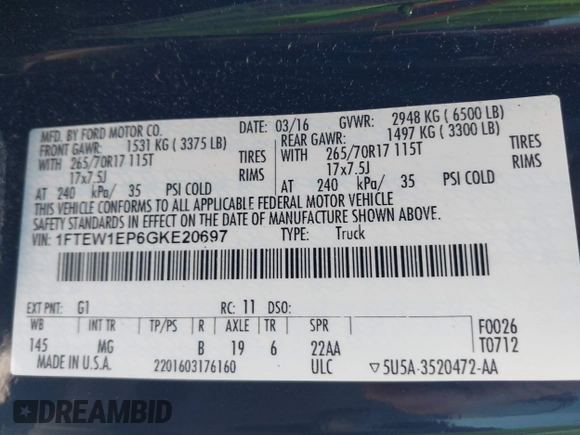 MFD. BY FORD MOTOR CO. DATE: 03/16 GVWR: 2948 KG ( 6500 LB)
FRONT GAWR: 1531 KG ( 3375 LB) REAR GAWR: 1497 KG ( 3300 LB)
WITH 265/70R17 115T TIRES WITH 265/70R17 115T TIRES
17x7.5J RIMS 17x7.5J RIMS
AT 240 kPa/ 35 PSI COLD AT 240 kPa/ 35 PSI COLD
THIS VEHICLE CONFORMS TO ALL APPLICABLE FEDERAL MOTOR VEHICLE
SAFETY STANDARDS IN EFFECT ON THE DATE OF MANUFACTURE SHOWN ABOVE.
VIN: 1FTEW1EP6GKE20697 TYPE: Truck
EXT PNT: G1 RC: 11 DSO:
WB INT TR TP/PS R AXLE TR SPR F0026
145 MG B 19 6 22AA T0712
MADE IN U.S.A. 2201603176160 ULC ▽5U5A-3520472-AA
DREAMBID